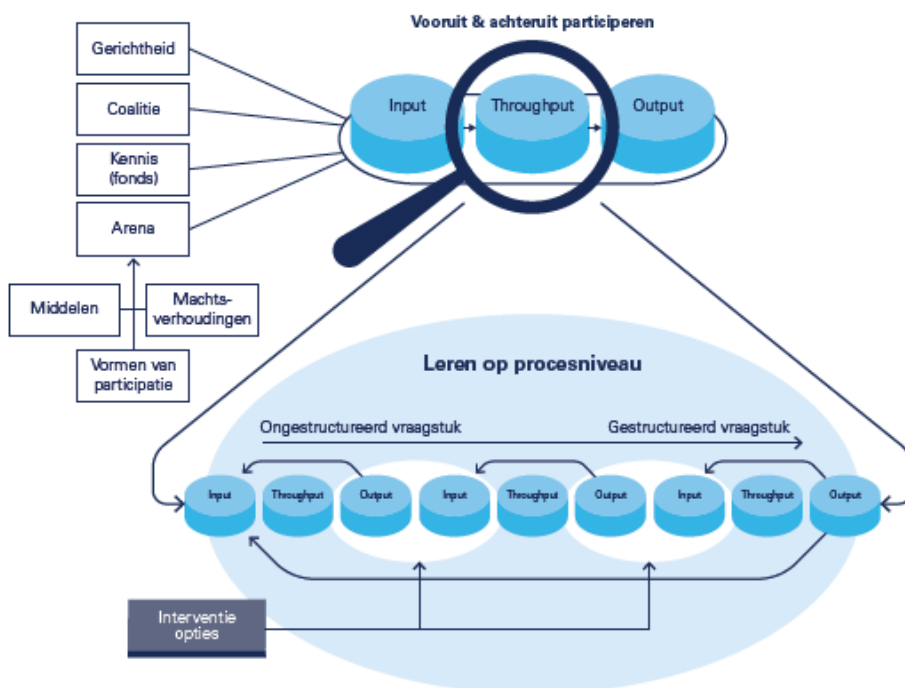 Vooruit & achteruit participeren
Gerichtheid
Coalitie
Kennis
(fonds)
Arena
Middelen
Machts-
verhoudingen
Vormen van
participatie
Input
Throughput
Output
Leren op procesniveau
Ongestructureerd vraagstuk
Gestructureerd vraagstuk
Input
Throughput
Output
Input
Throughput
Output
Input
Throughput
Output
Interventie
opties